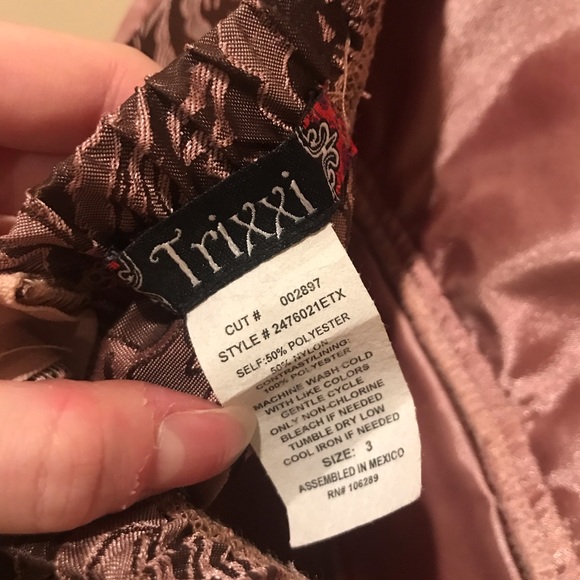 Trixxi
CUT # 002897
STYLE # 2476021ETX
SELF:50% POLYESTER
50% NYLON
CONTRAST/LINING:
100% POLYESTER
MACHINE WASH COLD
WITH LIKE COLORS
GENTLE CYCLE
ONLY NON-CHLORINE
BLEACH IF NEEDED
TUMBLE DRY LOW
COOL IRON IF NEEDED
SIZE: 3
ASSEMBLED IN MEXICO
RN# 106289